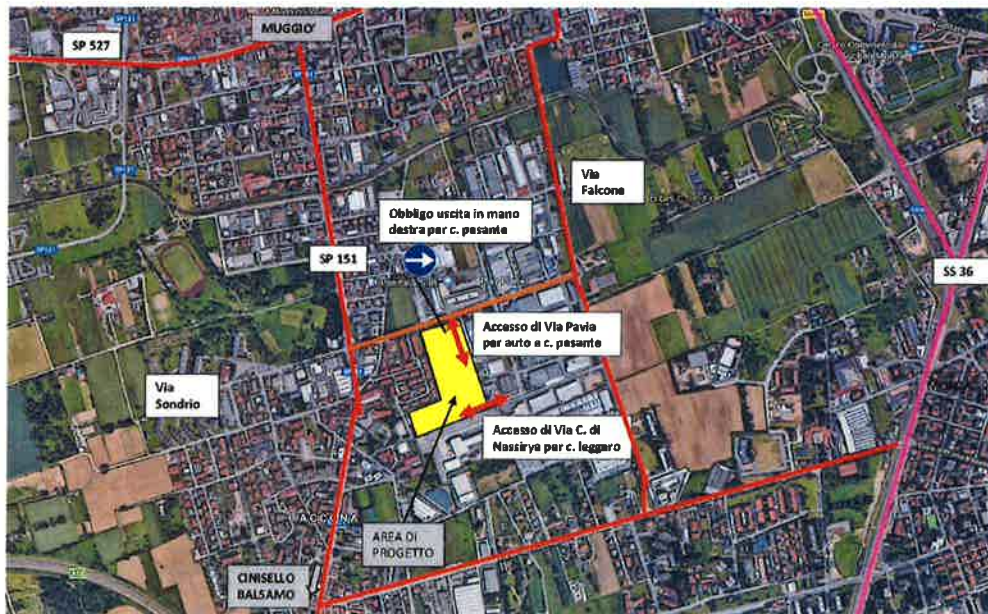 MUGGIO'
SP 527
Via
Falcone
Obbligo uscita in mano
destra per c. pesante
SP 151
SS 36
Accesso di Via Pavia
per auto e c. pesante
Via
Sondrio
Accesso di Via C. di
Nassirya per c. leggero
AREA DI
PROGETTO
CINISELLO
BALSAMO